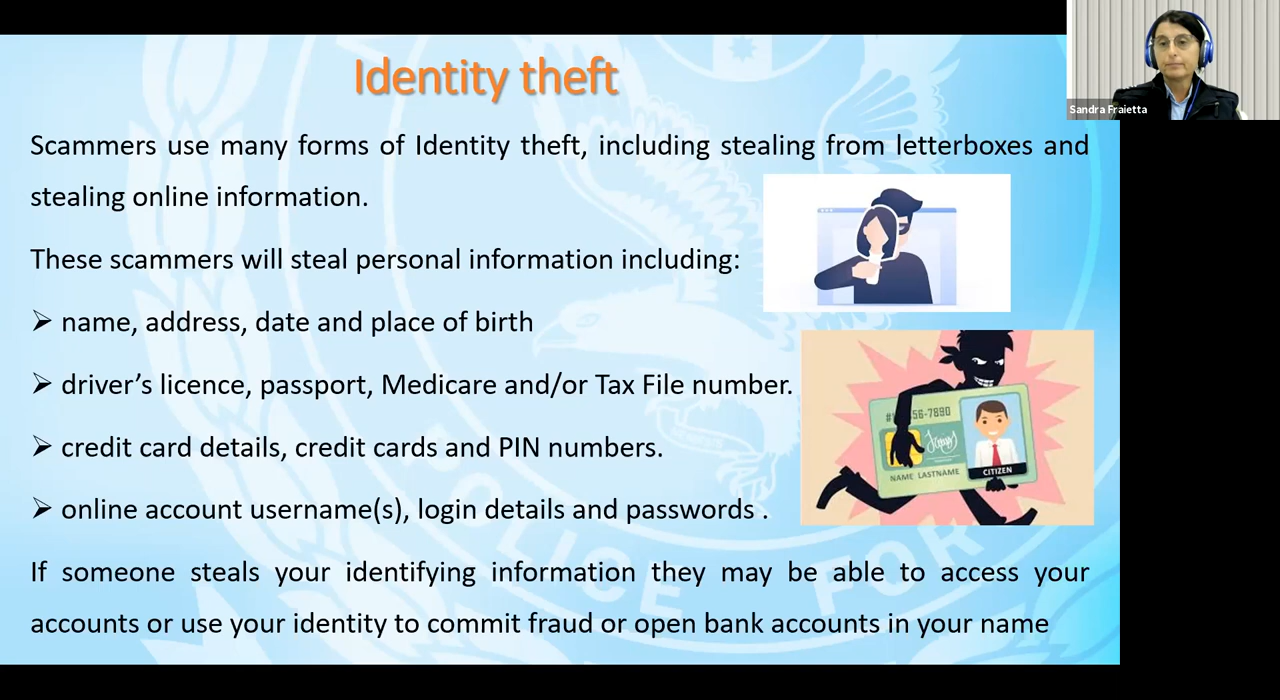 Identity theft
Sandra Fraietta
Scammers use many forms of Identity theft, including stealing from letterboxes and
stealing online information.
These scammers will steal personal information including:
➢ name, address, date and place of birth
➢ driver’s licence, passport, Medicare and/or Tax File number.
➢ credit card details, credit cards and PIN numbers.
➢ online account username(s), login details and passwords .
56-7890
NAME LASTNAME
CITIZEN
If someone steals your identifying information they may be able to access your
accounts or use your identity to commit fraud or open bank accounts in your name
POLICE FOR